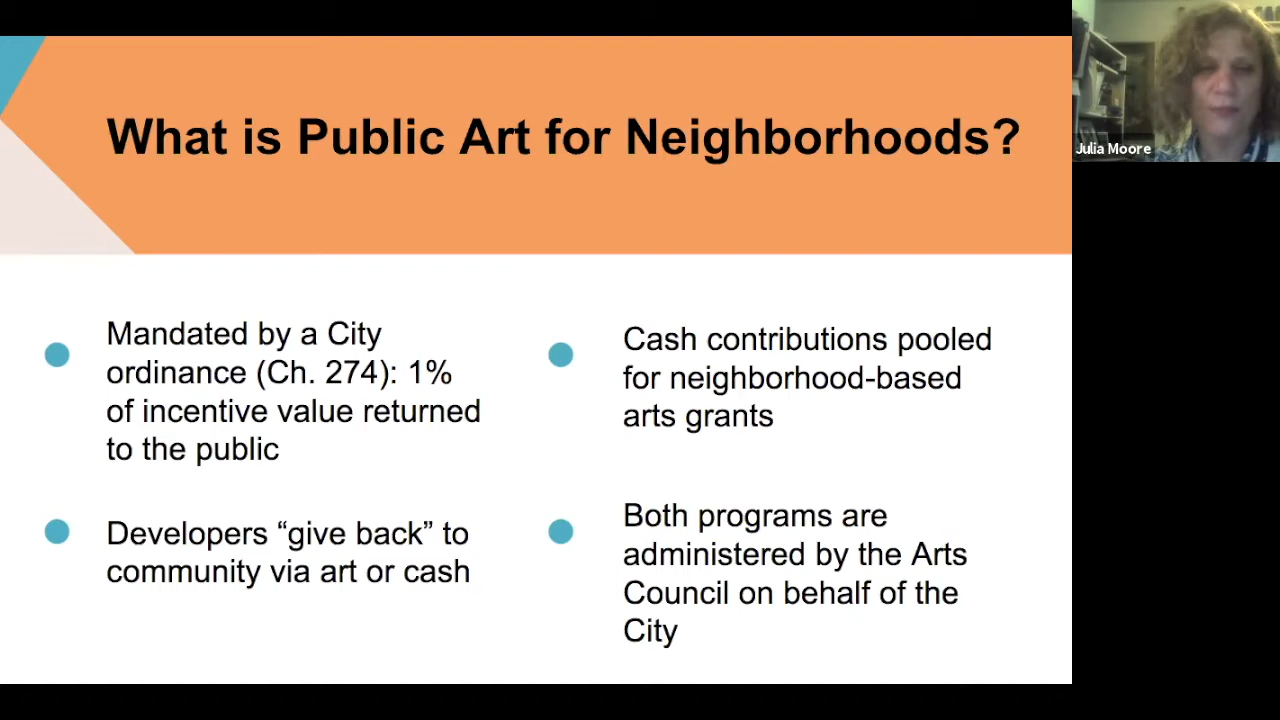 What is Public Art for Neighborhoods?
Julia Moore
Mandated by a City
ordinance (Ch. 274): 1%
of incentive value returned
to the public
Developers “give back” to
community via art or cash
Cash contributions pooled
for neighborhood-based
arts grants
Both programs are
administered by the Arts
Council on behalf of the
City